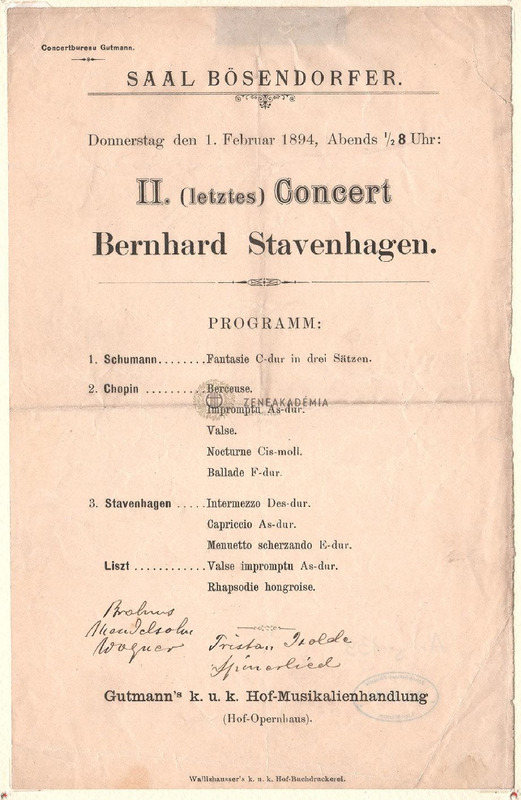 Concertbureau Gutmann.
SAAL BÖSENDORFER.
Donnerstag den 1. Februar 1894, Abends ½8 Uhr:
II. (letztes) Concert
Bernhard Stavenhagen.
PROGRAMM:
1. Schumann.......Fantasie C-dur in drei Sätzen.
2. Chopin .........Berceuse.
ZENEAKADÉMIA
Impromptu As-dur.
Valse.
Nocturne Cis-moll.
Ballade F-dur.
3. Stavenhagen .....Intermezzo Des-dur.
Capriccio As-dur.
Menuetto scherzando E-dur.
Liszt ...........Valse impromptu As-dur.
Rhapsodie hongroise.
Brahms
Mendelsohn
Wagner
Tristan Isolde
Spinnerlied
Gutmann's k. u. k. Hof-Musikalienhandlung
(Hof-Opernhaus).
Wallishausser's k. u. k. Hof-Buchdruckerei.